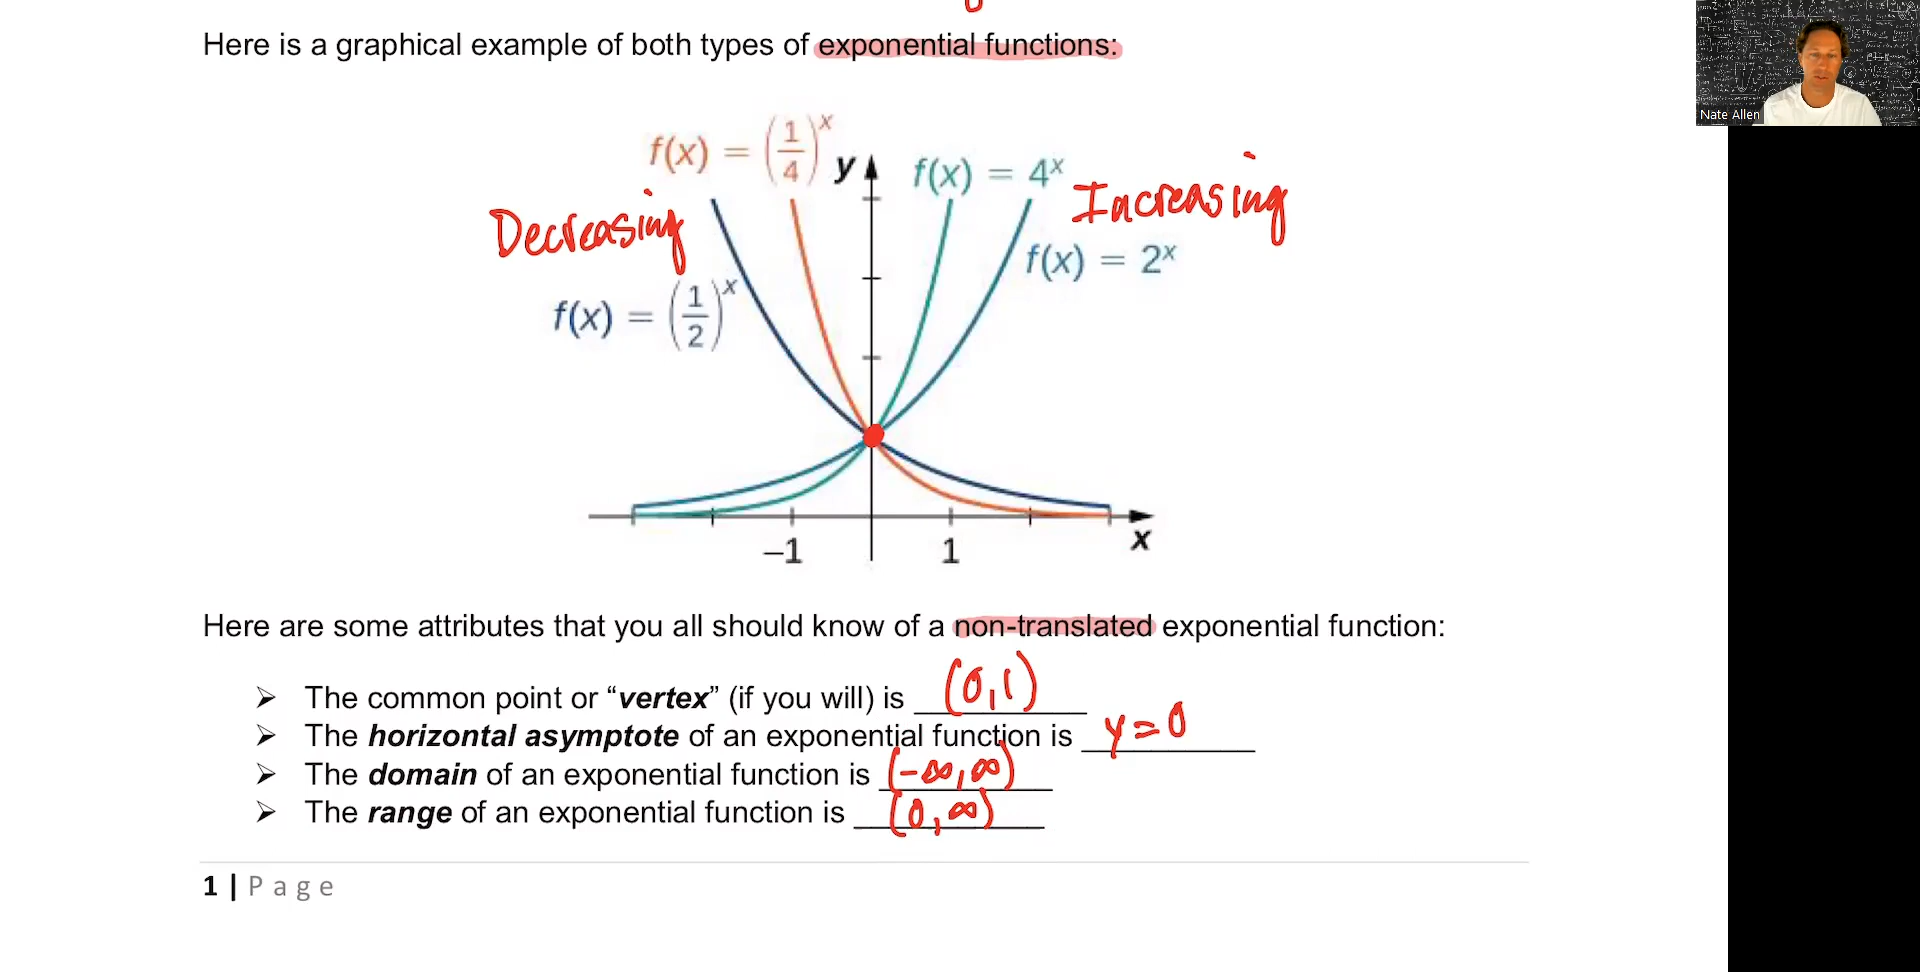 Here is a graphical example of both types of exponential functions:
f(x) = (1/4)^x
y
f(x) = 4^x
Decreasing
Increasing
f(x) = 2^x
f(x) = (1/2)^x
–1
1
x
Here are some attributes that you all should know of a non-translated exponential function:
➢ The common point or “vertex” (if you will) is (0,1)
➢ The horizontal asymptote of an exponential function is y=0
➢ The domain of an exponential function is (-∞,∞)
➢ The range of an exponential function is (0,∞)
1 | Page
Nate Allen